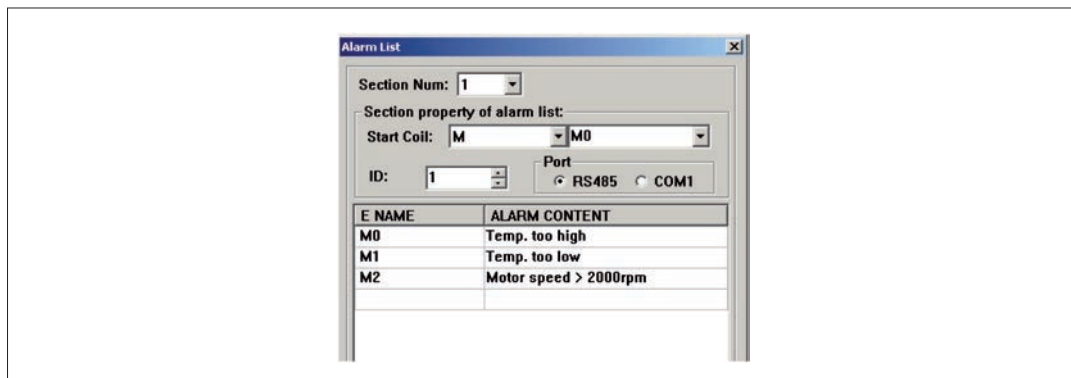 Alarm List
Section Num: 1
Section property of alarm list:
Start Coil: M M0
ID: 1
Port
RS485 COM1
E NAME ALARM CONTENT
M0 Temp. too high
M1 Temp. too low
M2 Motor speed > 2000rpm